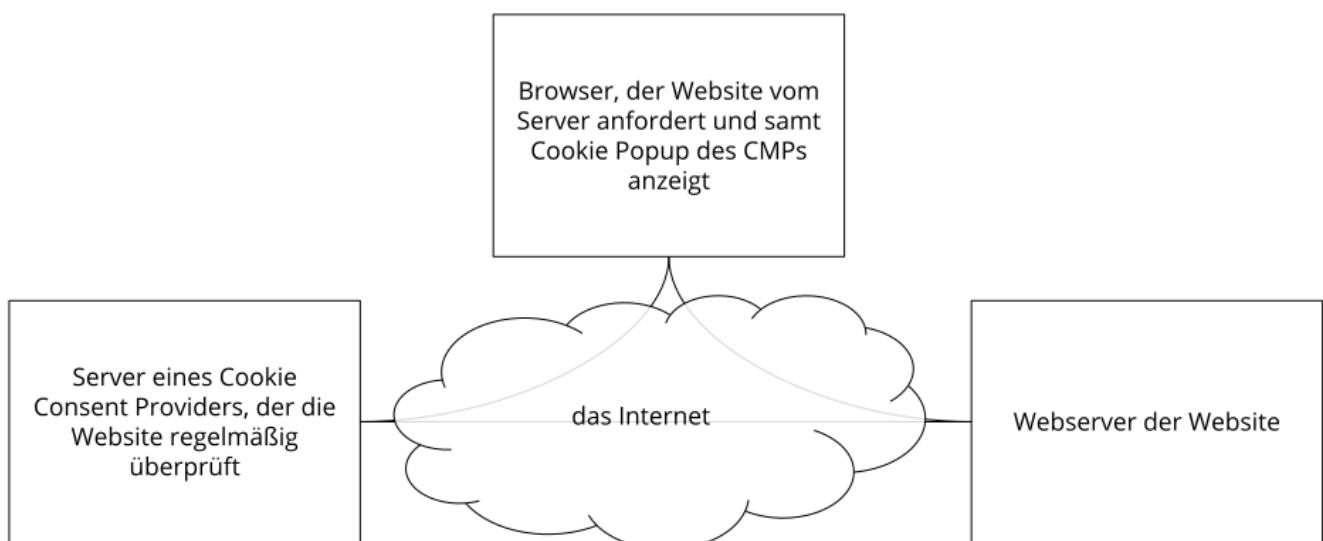 Browser, der Website vom
Server anfordert und samt
Cookie Popup des CMPs
anzeigt
Server eines Cookie
Consent Providers, der die
Website regelmäßig
überprüft
das Internet
Webserver der Website